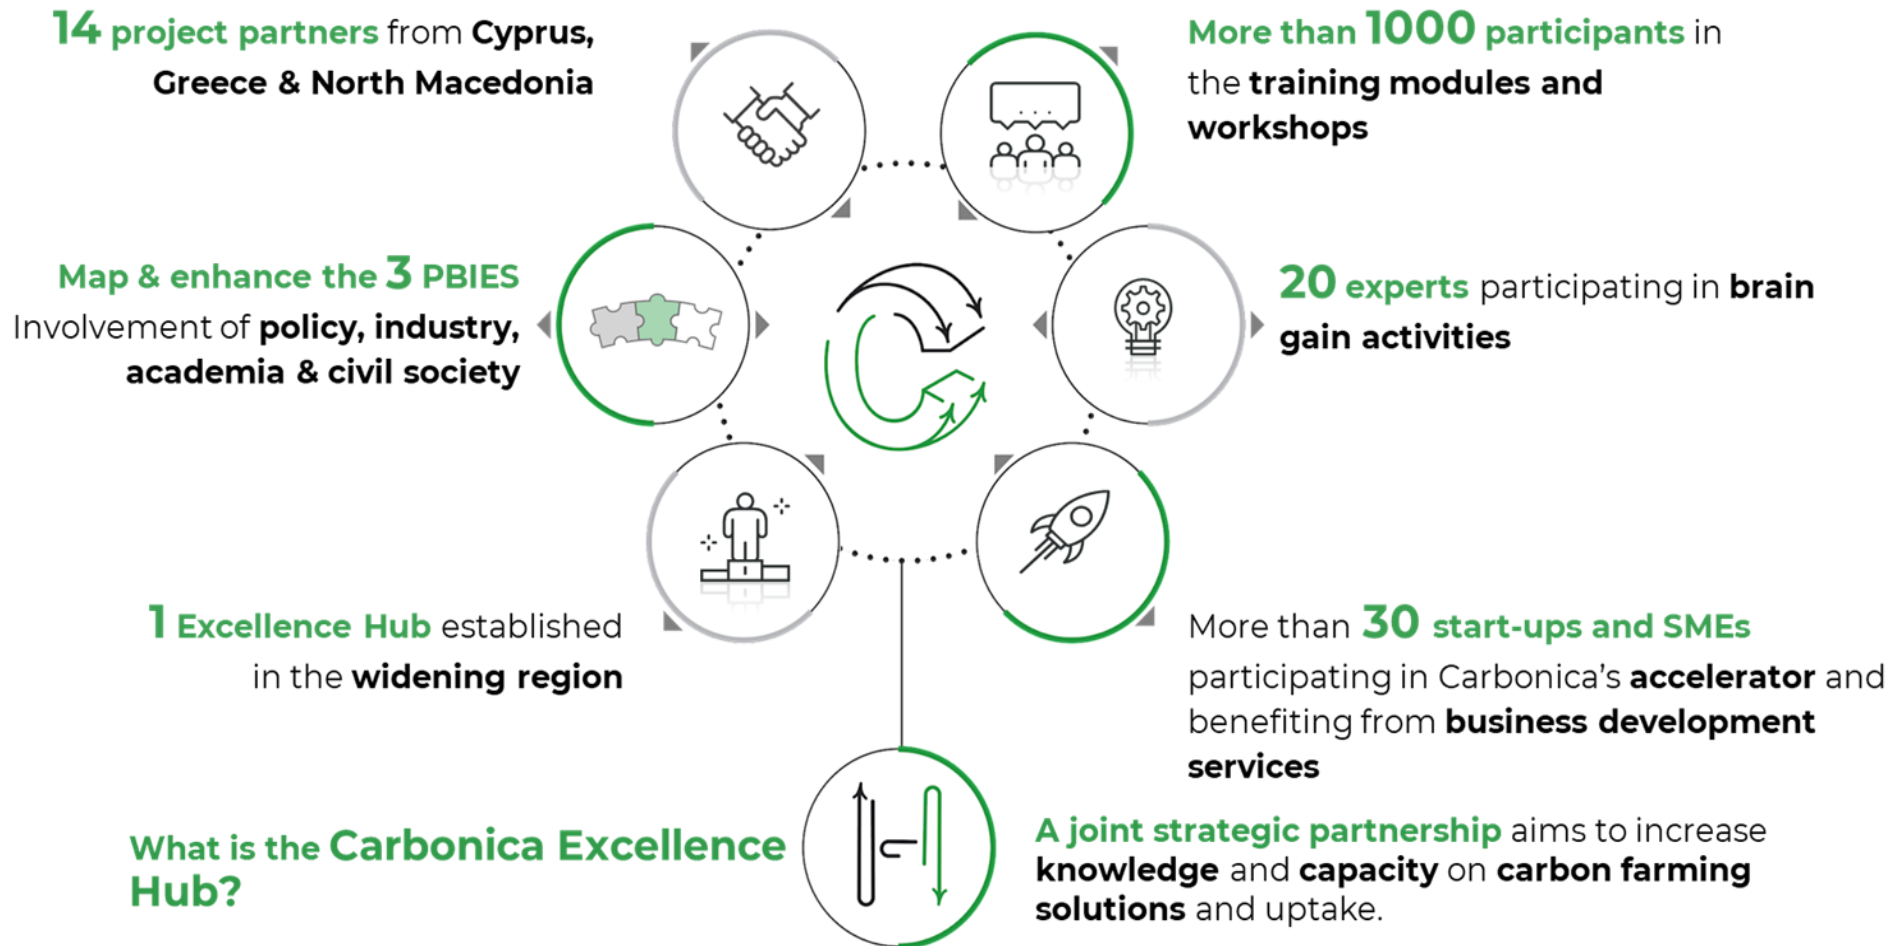 14 project partners from Cyprus,
Greece & North Macedonia
More than 1000 participants in
the training modules and
workshops
Map & enhance the 3 PBIES
Involvement of policy, industry,
academia & civil society
20 experts participating in brain
gain activities
1 Excellence Hub established
in the widening region
More than 30 start-ups and SMEs
participating in Carbonica's accelerator and
benefiting from business development
services
What is the Carbonica Excellence
Hub?
A joint strategic partnership aims to increase
knowledge and capacity on carbon farming
solutions and uptake.